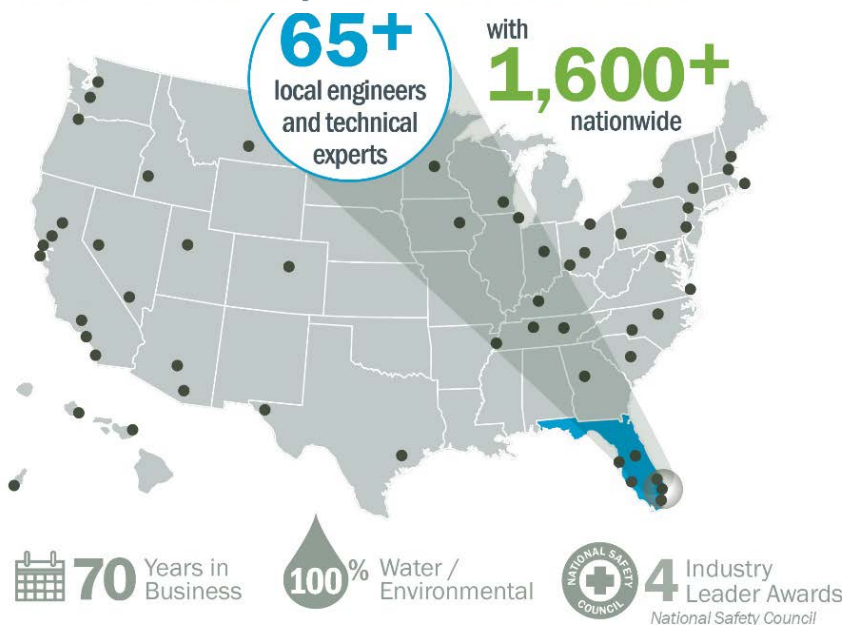 65+
local engineers
and technical
experts
with
1,600+
nationwide
70 Years in
Business
100% Water /
Environmental
NATIONAL SAFETY
COUNCIL
4 Industry
Leader Awards
National Safety Council